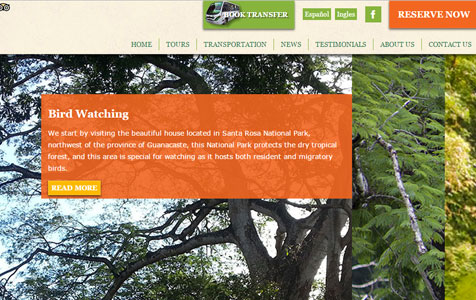 BOOK TRANSFER
Español
Ingles
f
RESERVE NOW
HOME
TOURS
TRANSPORTATION
NEWS
TESTIMONIALS
ABOUT US
CONTACT US
Bird Watching
We start by visiting the beautiful house located in Santa Rosa National Park,
northwest of the province of Guanacaste, this National Park protects the dry tropical
forest, and this area is special for watching as it hosts both resident and migratory
birds.
READ MORE